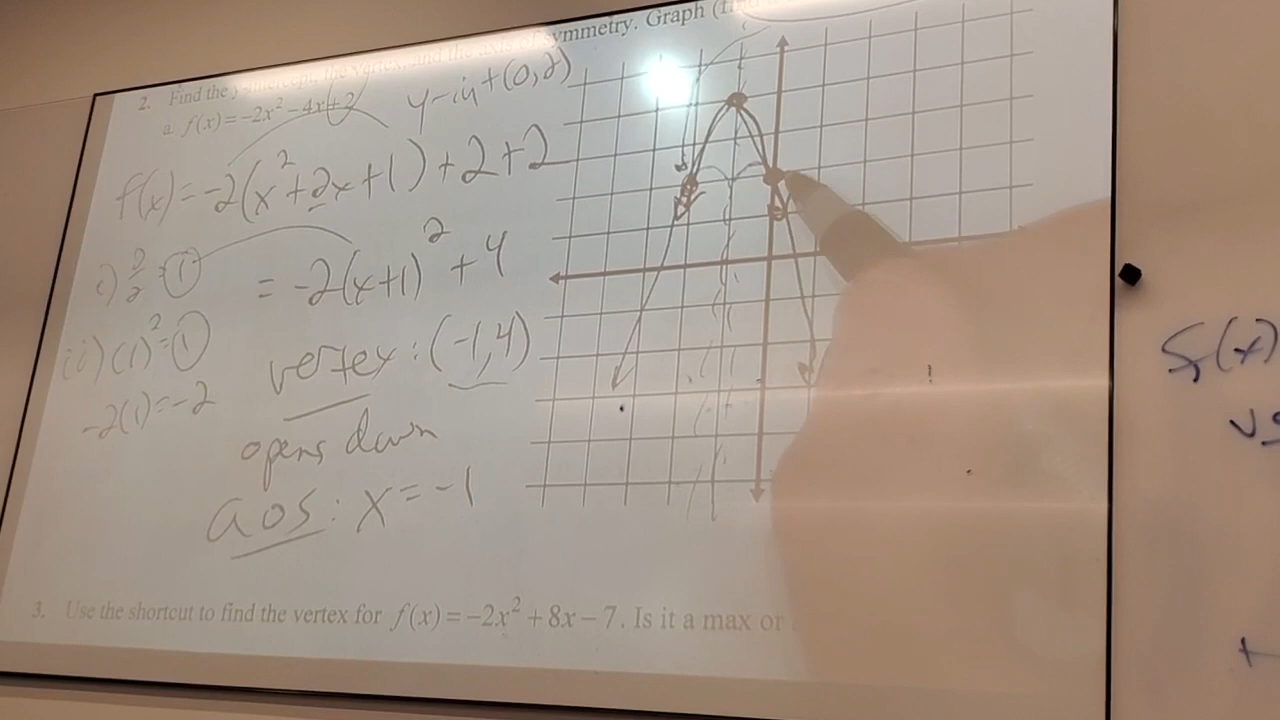 2. Find the y-intercept, the vertex, and the axis of symmetry. Graph
a. f(x)=-2x²-4x+2
y-int (0,2)
f(x)=-2(x²+2x+1)+2+2
i) 2/2=1
= -2(x+1)²+4
ii) (1)²=1
vertex: (-1,4)
-2(1)=-2
opens down
aos: x=-1
3. Use the shortcut to find the vertex for f(x)=-2x²+8x-7. Is it a max or